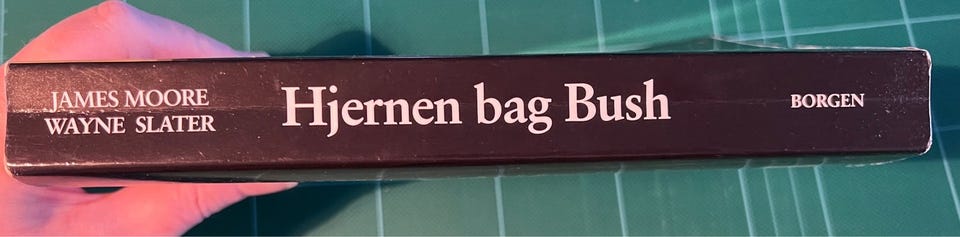 JAMES MOORE
WAYNE SLATER
Hjernen bag Bush
BORGEN